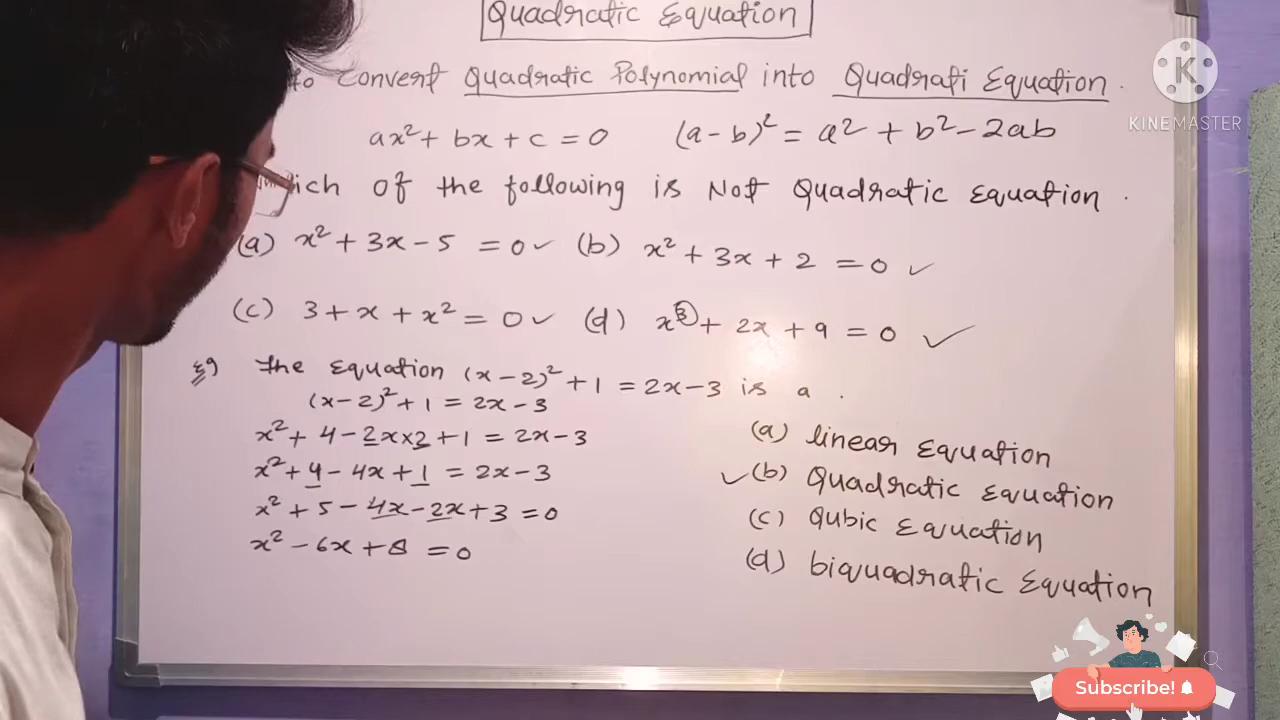 Quadratic Equation
to Convert Quadratic Polynomial into Quadrati Equation.
ax² + bx + c = 0 (a - b)² = a² + b² - 2ab
ich of the following is Not Quadratic Equation.
(a) x² + 3x - 5 = 0 ✓ (b) x² + 3x + 2 = 0 ✓
(c) 3 + x + x² = 0 ✓ (d) x³ + 2x + 9 = 0 ✓
Eg The Equation (x - 2)² + 1 = 2x - 3 is a .
(x - 2)² + 1 = 2x - 3
x² + 4 - 2x×2 + 1 = 2x - 3
x² + 4 - 4x + 1 = 2x - 3
x² + 5 - 4x - 2x + 3 = 0
x² - 6x + 8 = 0
(a) linear Equation
✓ (b) Quadratic Equation
(c) Qubic Equation
(d) biquadratic Equation
K
KINEMASTER
Subscribe!